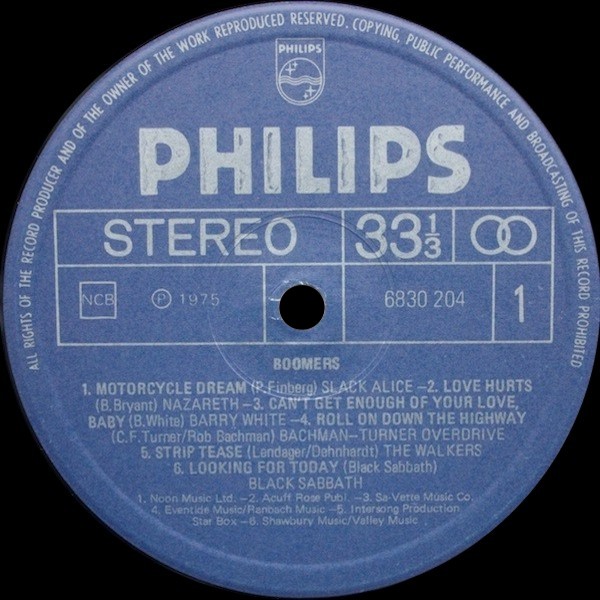 ALL RIGHTS OF THE RECORD PRODUCER AND OF THE OWNER OF THE WORK REPRODUCED RESERVED. COPYING, PUBLIC PERFORMANCE AND BROADCASTING OF THIS RECORD PROHIBITED
PHILIPS
PHILIPS
STEREO 33 1/3
NCB Ⓟ 1975 6830 204 1
BOOMERS
1. MOTORCYCLE DREAM (P. Finberg) SLACK ALICE –2. LOVE HURTS
(B. Bryant) NAZARETH –3. CAN'T GET ENOUGH OF YOUR LOVE,
BABY (B. White) BARRY WHITE –4. ROLL ON DOWN THE HIGHWAY
(C.F. Turner/Rob Bachman) BACHMAN–TURNER OVERDRIVE
5. STRIP TEASE (Lendager/Dehnhardt) THE WALKERS
6. LOOKING FOR TODAY (Black Sabbath)
BLACK SABBATH
1. Noon Music Ltd. –2. Acuff Rose Publ. –3. Sa-Vette Music Co.
4. Eventide Music/Ranbach Music –5. Intersong Production
Star Box –6. Shawbury Music/Valley Music